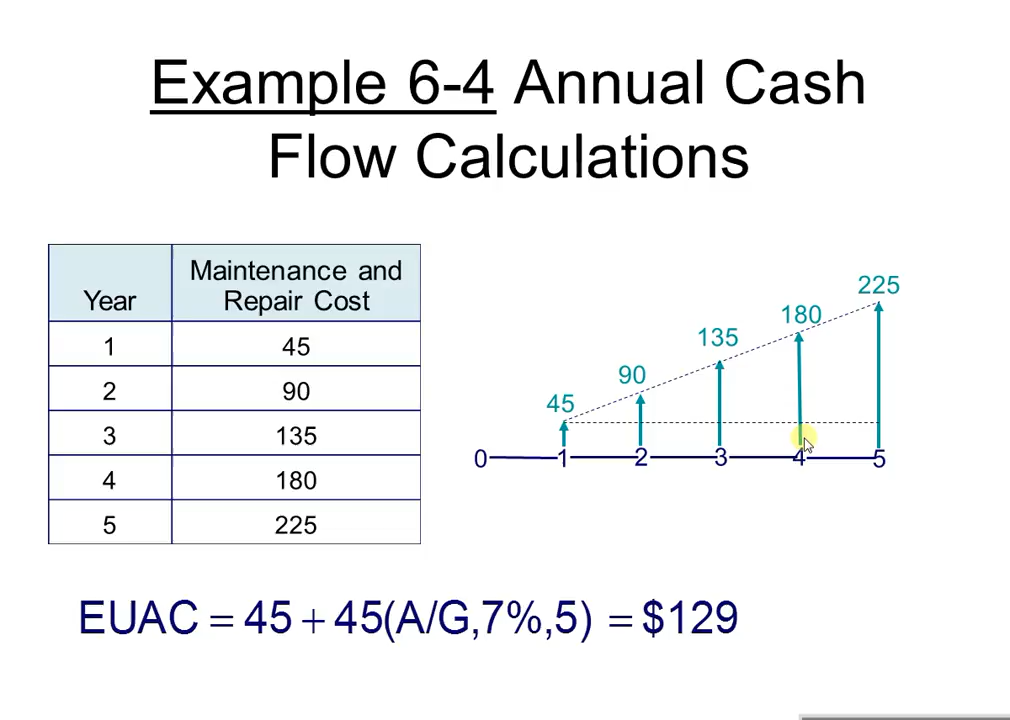 Example 6-4 Annual Cash
Flow Calculations
Year
Maintenance and
Repair Cost
1 45
2 90
3 135
4 180
5 225
225
180
135
90
45
0 1 2 3 4 5
EUAC = 45 + 45(A/G,7%,5) = $129